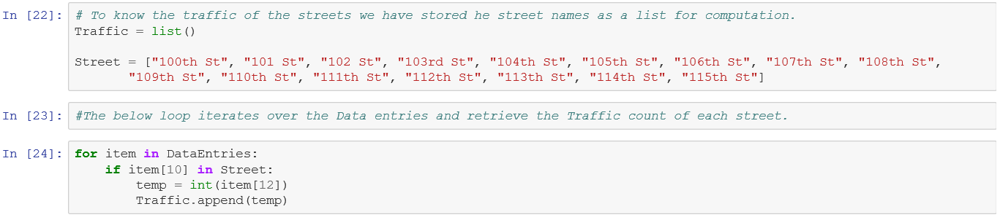 In [22]: # To know the traffic of the streets we have stored he street names as a list for computation.
Traffic = list()
Street = ["100th St", "101 St", "102 St", "103rd St", "104th St", "105th St", "106th St", "107th St", "108th St",
"109th St", "110th St", "111th St", "112th St", "113th St", "114th St", "115th St"]
In [23]: #The below loop iterates over the Data entries and retrieve the Traffic count of each street.
In [24]: for item in DataEntries:
    if item[10] in Street:
        temp = int(item[12])
        Traffic.append(temp)